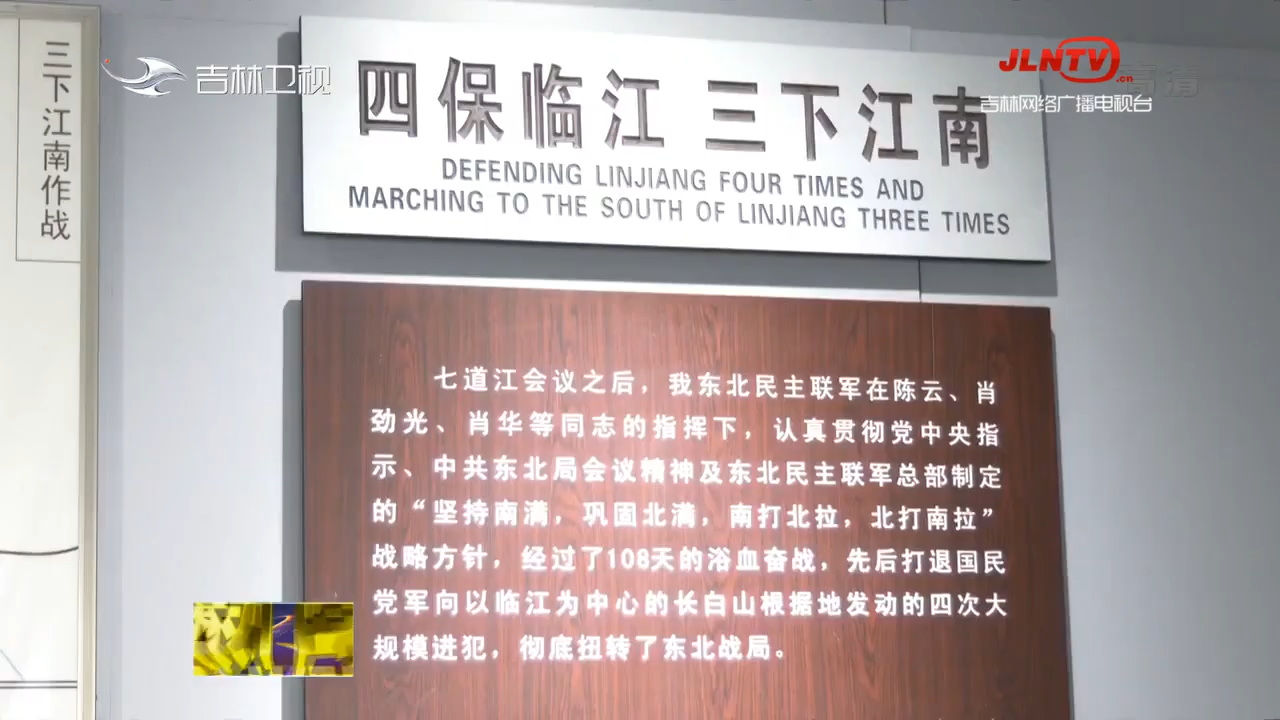 三下江南作战
吉林卫视
JLNTV.cn
高清
吉林网络广播电视台
四保临江 三下江南
DEFENDING LINJIANG FOUR TIMES AND
MARCHING TO THE SOUTH OF LINJIANG THREE TIMES
七道江会议之后，我东北民主联军在陈云、肖
劲光、肖华等同志的指挥下，认真贯彻党中央指
示、中共东北局会议精神及东北民主联军总部制定
的“坚持南满，巩固北满，南打北拉，北打南拉”
战略方针，经过了108天的浴血奋战，先后打退国民
党军向以临江为中心的长白山根据地发动的四次大
规模进犯，彻底扭转了东北战局。